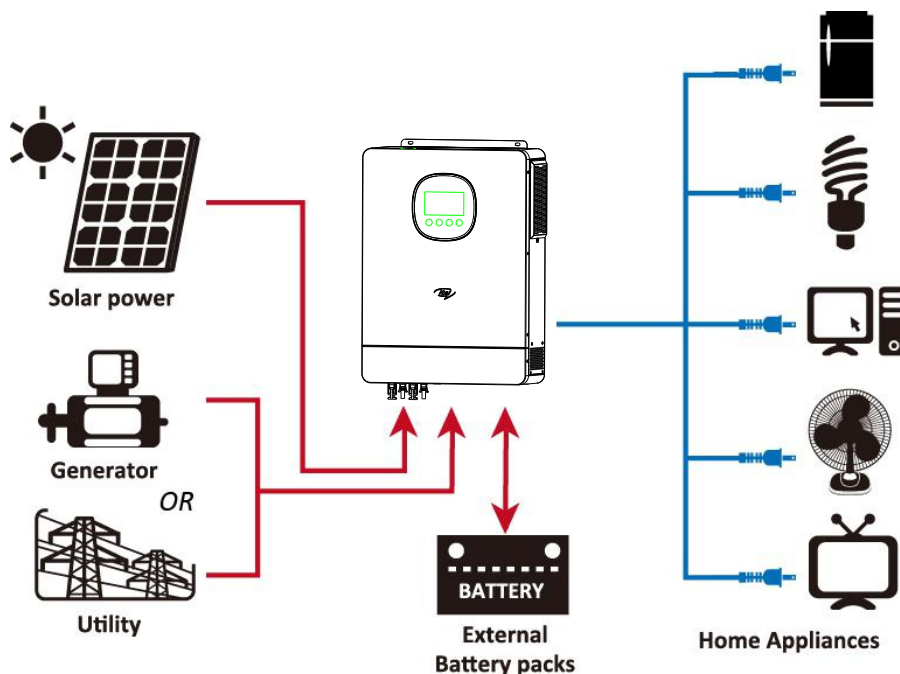 Solar power
Generator
OR
Utility
BATTERY
External
Battery packs
Home Appliances